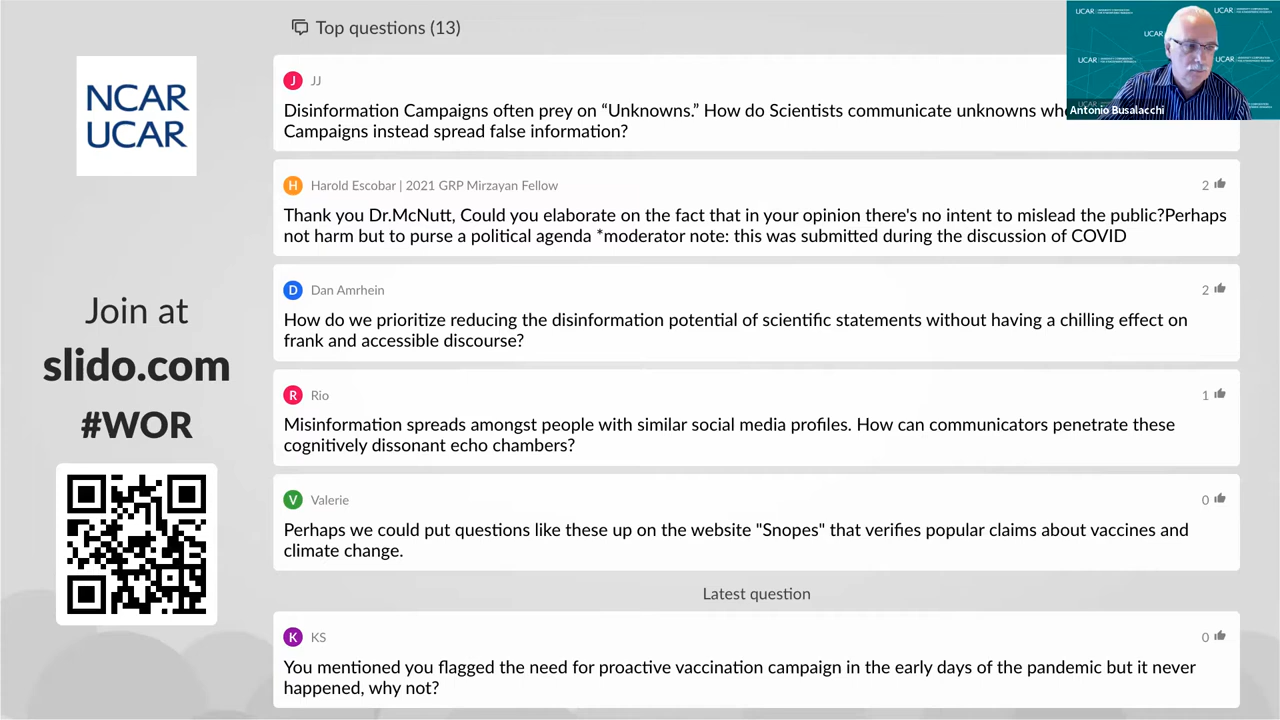 Top questions (13)
NCAR
UCAR
Join at
slido.com
#WOR
J JJ
Disinformation Campaigns often prey on “Unknowns.” How do Scientists communicate unknowns
Campaigns instead spread false information?
H Harold Escobar | 2021 GRP Mirzayan Fellow 2
Thank you Dr.McNutt, Could you elaborate on the fact that in your opinion there's no intent to mislead the public?Perhaps
not harm but to purse a political agenda *moderator note: this was submitted during the discussion of COVID
D Dan Amrhein 2
How do we prioritize reducing the disinformation potential of scientific statements without having a chilling effect on
frank and accessible discourse?
R Rio 1
Misinformation spreads amongst people with similar social media profiles. How can communicators penetrate these
cognitively dissonant echo chambers?
V Valerie 0
Perhaps we could put questions like these up on the website "Snopes" that verifies popular claims about vaccines and
climate change.
Latest question
K KS 0
You mentioned you flagged the need for proactive vaccination campaign in the early days of the pandemic but it never
happened, why not?
UCAR
UCAR
UCAR
UCAR
UCAR
Antonio Busalacchi